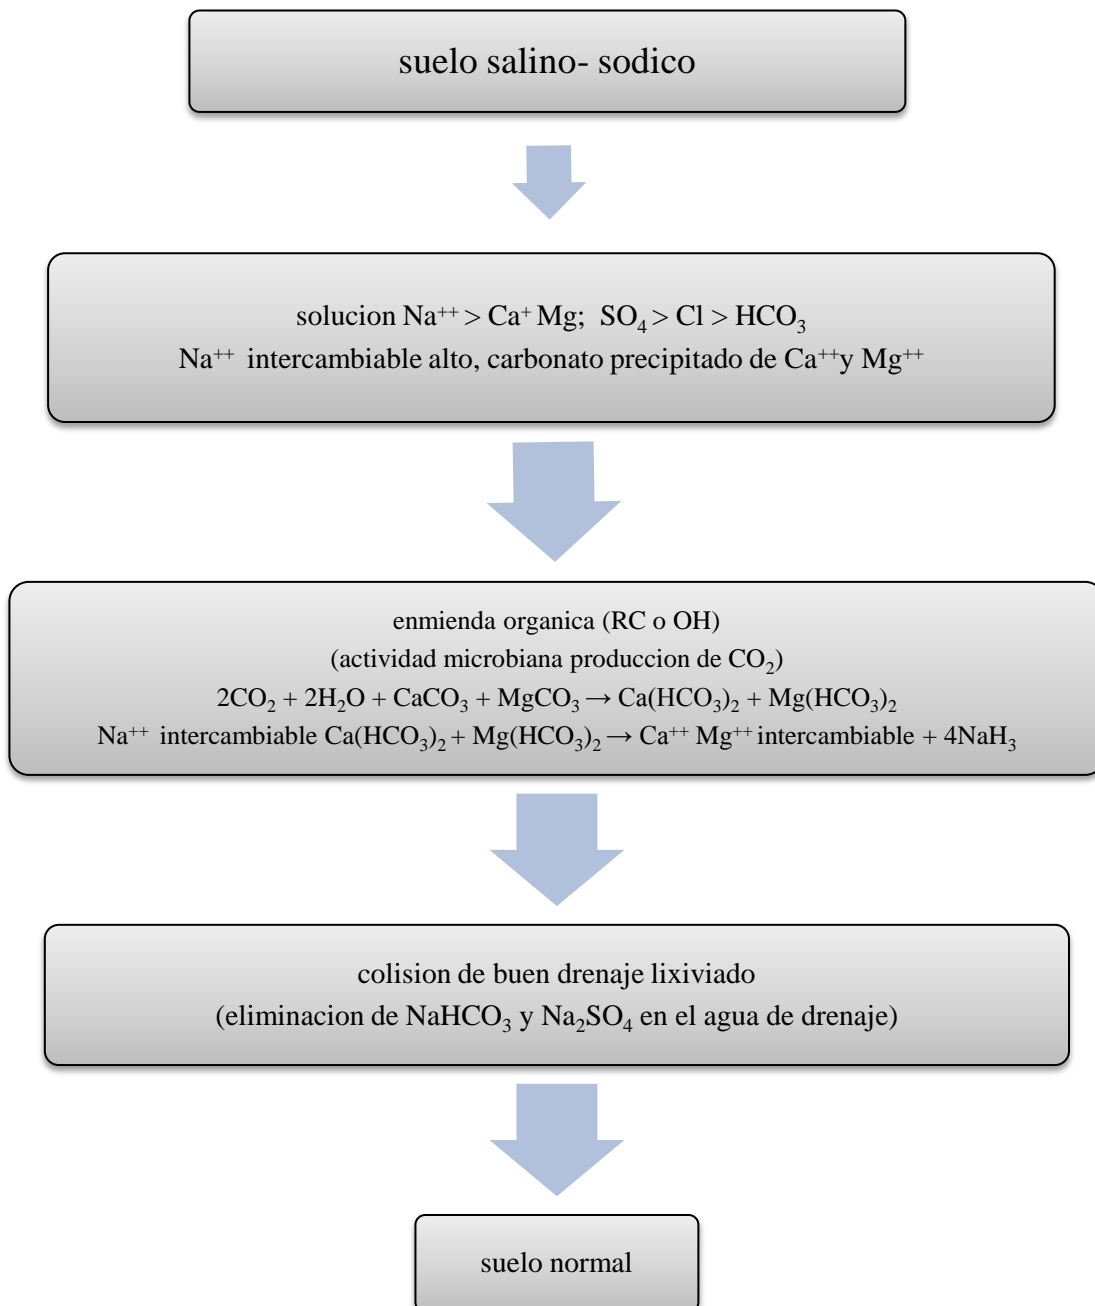 suelo salino- sodico
solucion Na⁺⁺ > Ca⁺ Mg;  SO₄ > Cl > HCO₃
Na⁺⁺ intercambiable alto, carbonato precipitado de Ca⁺⁺y Mg⁺⁺
enmienda organica (RC o OH)
(actividad microbiana produccion de CO₂)
2CO₂ + 2H₂O + CaCO₃ + MgCO₃ → Ca(HCO₃)₂ + Mg(HCO₃)₂
Na⁺⁺ intercambiable Ca(HCO₃)₂ + Mg(HCO₃)₂ → Ca⁺⁺ Mg⁺⁺ intercambiable + 4NaH₃
colision de buen drenaje lixiviado
(eliminacion de NaHCO₃ y Na₂SO₄ en el agua de drenaje)
suelo normal